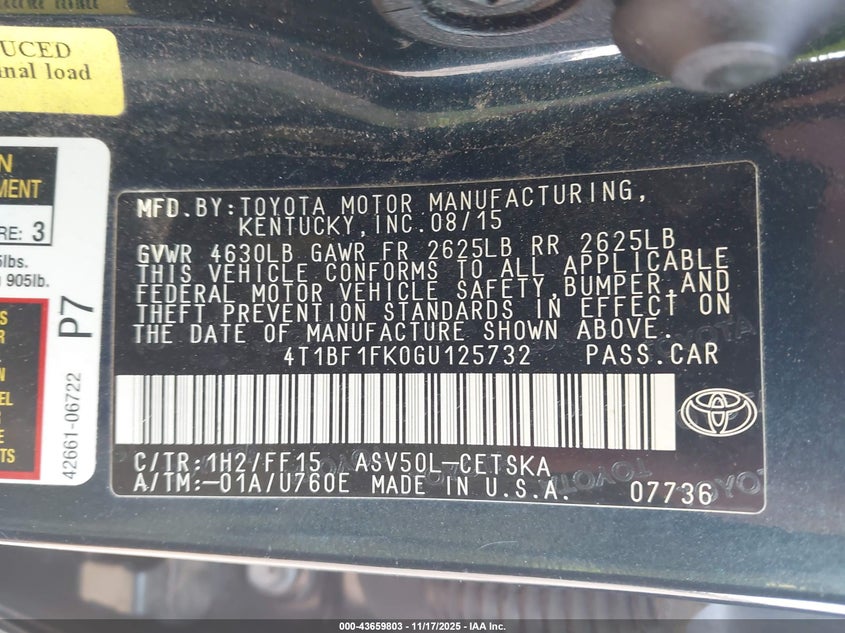 UCED
nal load
N
MENT
RE: 3
lbs.
905lb.
P7
42661-06722
MFD.BY:TOYOTA MOTOR MANUFACTURING,
KENTUCKY,INC.08/15
GVWR 4630LB GAWR FR 2625LB RR 2625LB
THIS VEHICLE CONFORMS TO ALL APPLICABLE
FEDERAL MOTOR VEHICLE SAFETY,BUMPER,AND
THEFT PREVENTION STANDARDS IN EFFECT ON
THE DATE OF MANUFACTURE SHOWN ABOVE.
4T1BF1FK0GU125732 PASS.CAR
C/TR:1H2/FF15 ASV50L-CETSKA
A/TM:-01A/U760E MADE IN U.S.A. 07736
TOYOTA
000-43659803 - 11/17/2025 - IAA Inc.